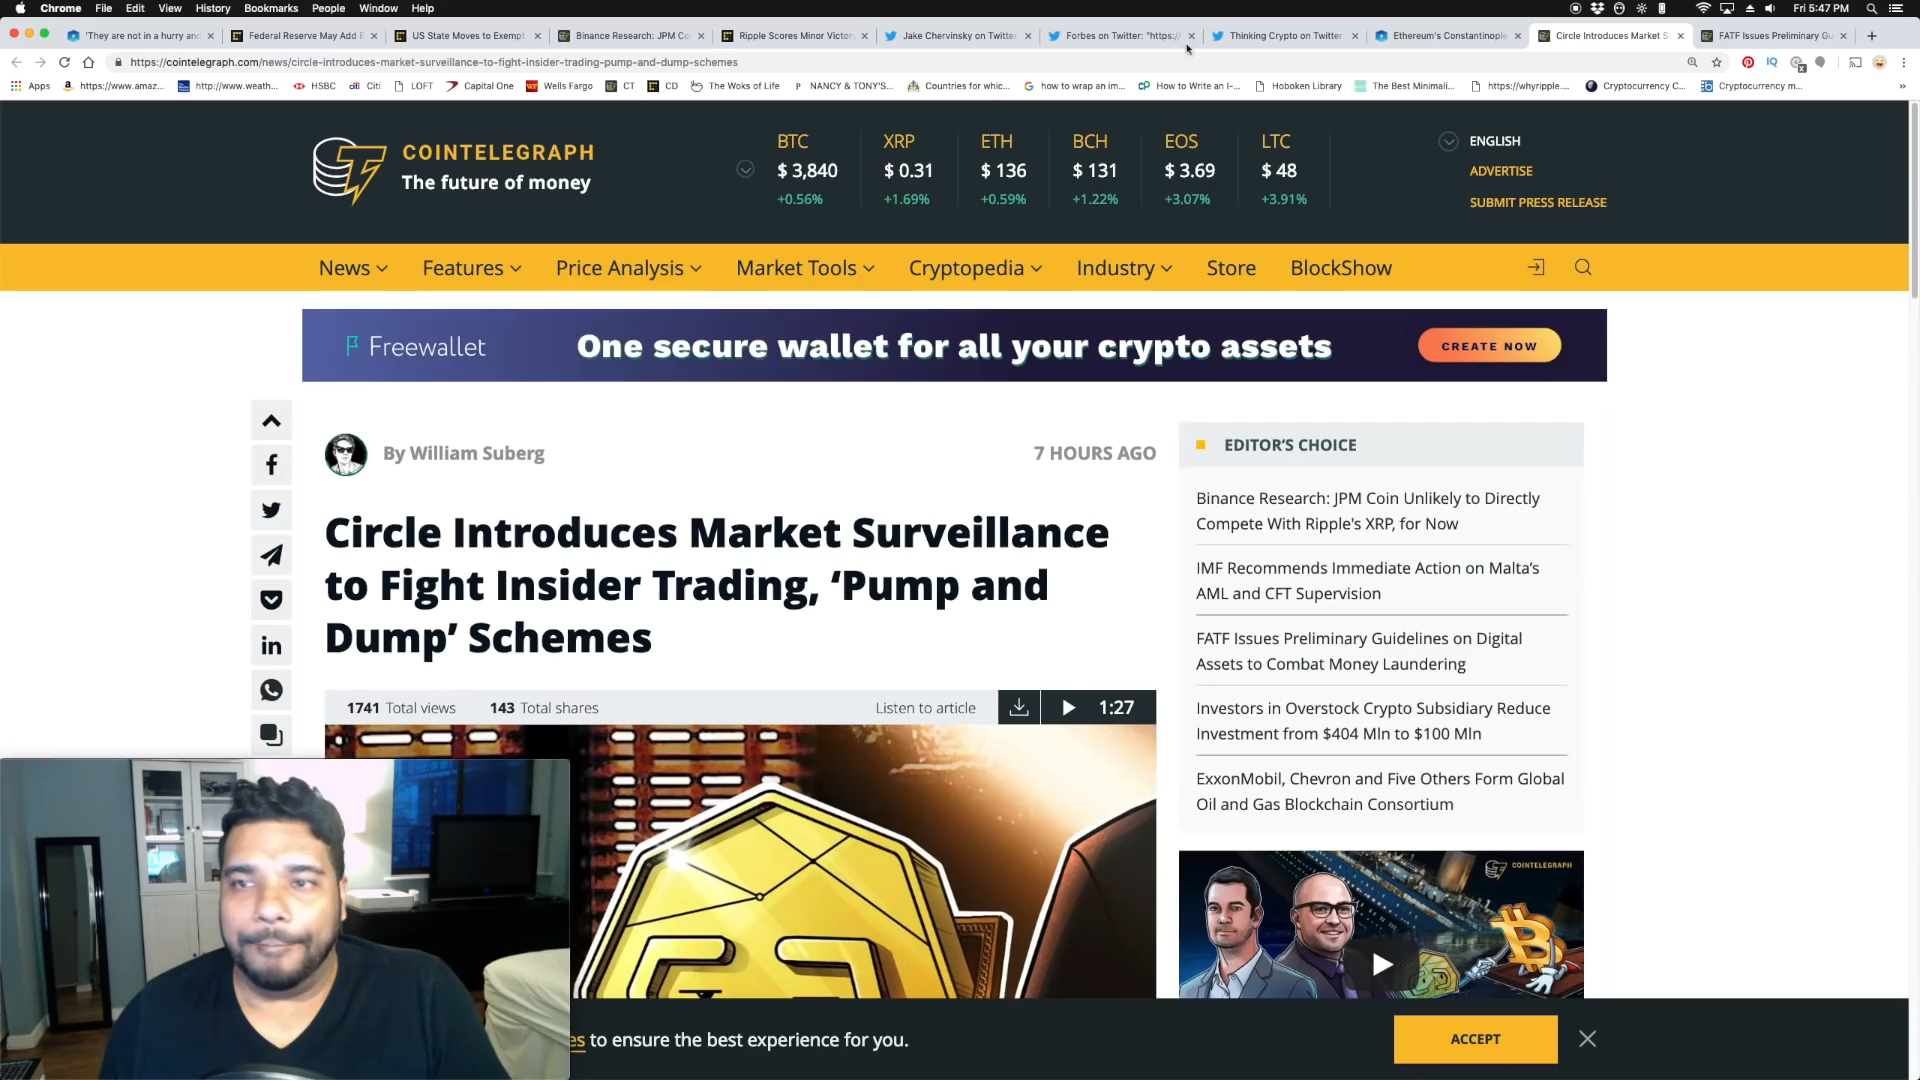 Chrome File Edit View History Bookmarks People Window Help Fri 5:47 PM
'They are not in a hurry and Federal Reserve May Add US State Moves to Exempt Binance Research: JPM Co Ripple Scores Minor Victor Jake Chervinsky on Twitter Forbes on Twitter: "https:/ Thinking Crypto on Twitter Ethereum's Constantinople Circle Introduces Market S FATF Issues Preliminary Gu
https://cointelegraph.com/news/circle-introduces-market-surveillance-to-fight-insider-trading-pump-and-dump-schemes
Apps https://www.amaz... http://www.weath... HSBC Citi LOFT Capital One Wells Fargo CT CD The Woks of Life NANCY & TONY'S... Countries for whic... how to wrap an im... How to Write an I-... Hoboken Library The Best Minimali... https://whyripple.... Cryptocurrency C... Cryptocurrency m...
COINTELEGRAPH
The future of money
BTC XRP ETH BCH EOS LTC
$ 3,840 $ 0.31 $ 136 $ 131 $ 3.69 $ 48
+0.56% +1.69% +0.59% +1.22% +3.07% +3.91%
ENGLISH
ADVERTISE
SUBMIT PRESS RELEASE
News Features Price Analysis Market Tools Cryptopedia Industry Store BlockShow
Freewallet One secure wallet for all your crypto assets CREATE NOW
By William Suberg 7 HOURS AGO
Circle Introduces Market Surveillance
to Fight Insider Trading, ‘Pump and
Dump’ Schemes
1741 Total views 143 Total shares Listen to article 1:27
EDITOR’S CHOICE
Binance Research: JPM Coin Unlikely to Directly
Compete With Ripple's XRP, for Now
IMF Recommends Immediate Action on Malta’s
AML and CFT Supervision
FATF Issues Preliminary Guidelines on Digital
Assets to Combat Money Laundering
Investors in Overstock Crypto Subsidiary Reduce
Investment from $404 Mln to $100 Mln
ExxonMobil, Chevron and Five Others Form Global
Oil and Gas Blockchain Consortium
COINTELEGRAPH
es to ensure the best experience for you.
ACCEPT